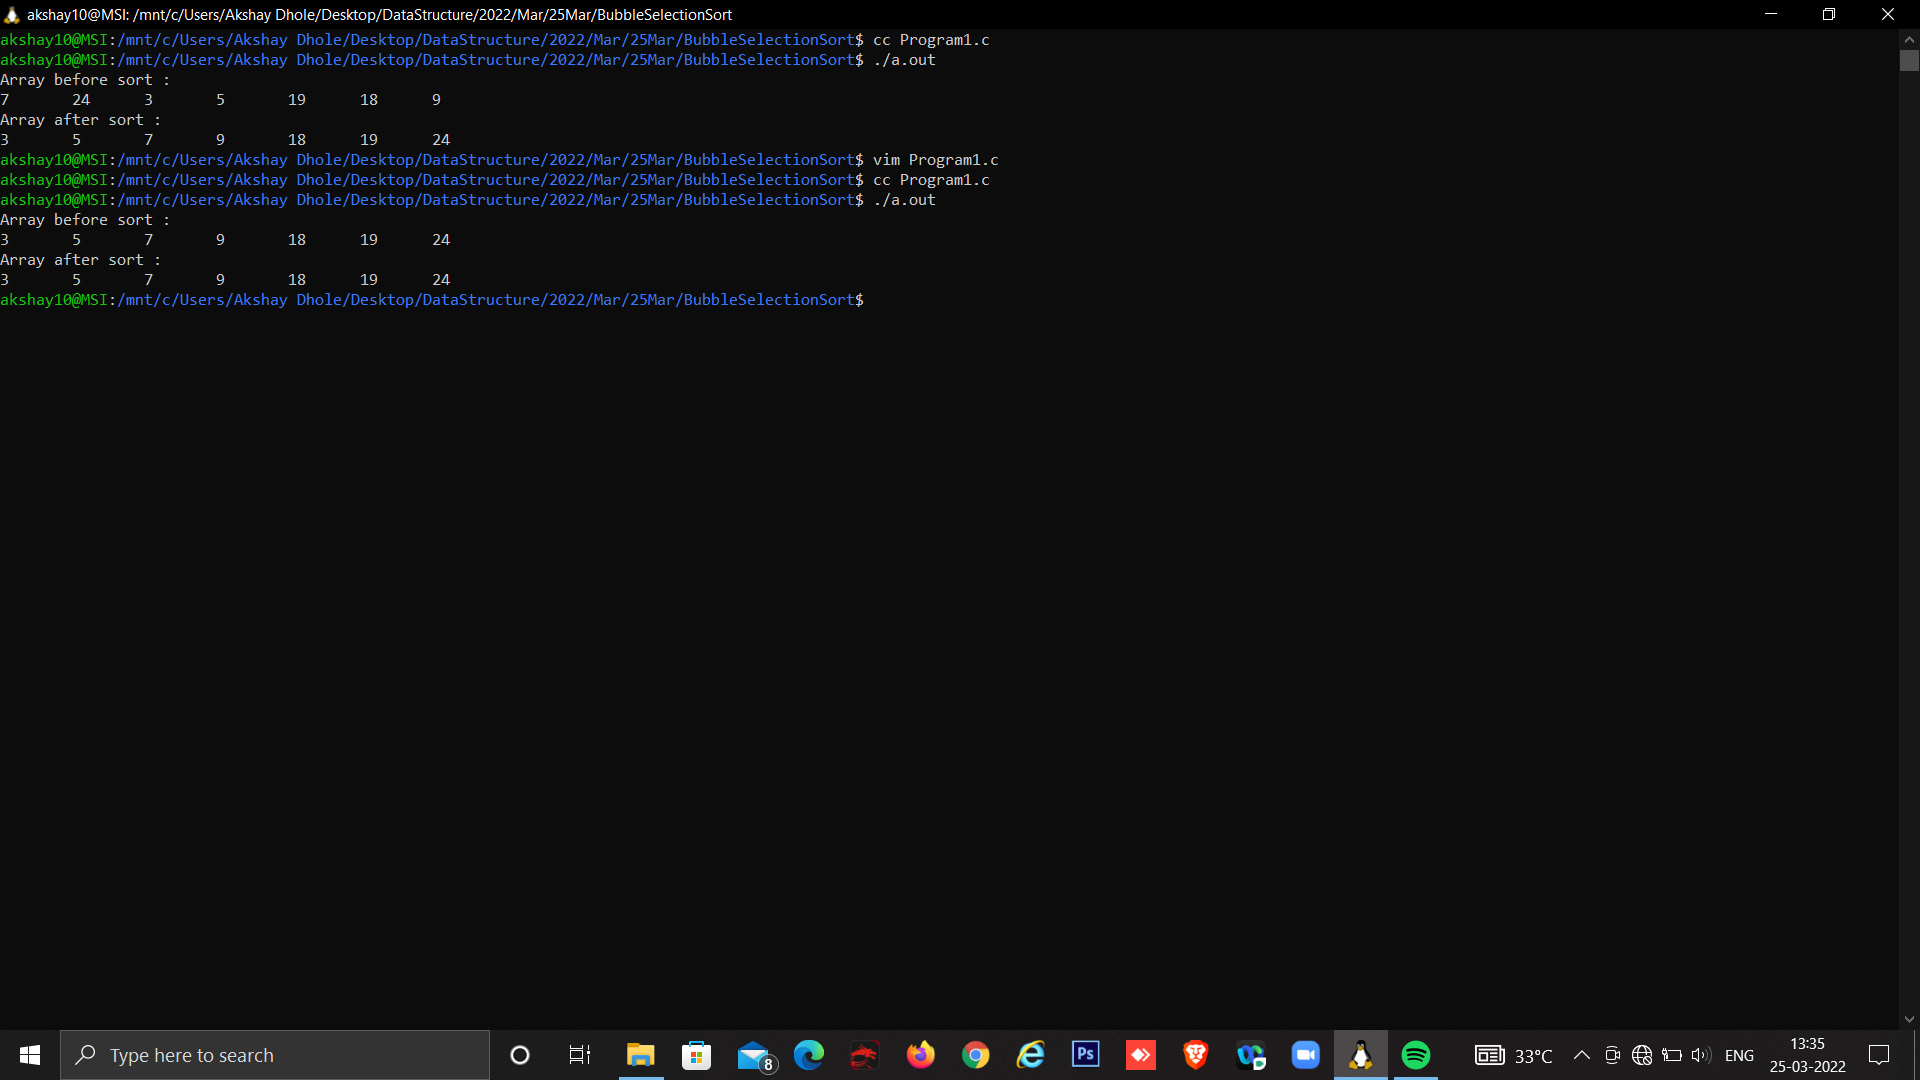 akshay10@MSI: /mnt/c/Users/Akshay Dhole/Desktop/DataStructure/2022/Mar/25Mar/BubbleSelectionSort
akshay10@MSI:/mnt/c/Users/Akshay Dhole/Desktop/DataStructure/2022/Mar/25Mar/BubbleSelectionSort$ cc Program1.c
akshay10@MSI:/mnt/c/Users/Akshay Dhole/Desktop/DataStructure/2022/Mar/25Mar/BubbleSelectionSort$ ./a.out
Array before sort :
7 24 3 5 19 18 9
Array after sort :
3 5 7 9 18 19 24
akshay10@MSI:/mnt/c/Users/Akshay Dhole/Desktop/DataStructure/2022/Mar/25Mar/BubbleSelectionSort$ vim Program1.c
akshay10@MSI:/mnt/c/Users/Akshay Dhole/Desktop/DataStructure/2022/Mar/25Mar/BubbleSelectionSort$ cc Program1.c
akshay10@MSI:/mnt/c/Users/Akshay Dhole/Desktop/DataStructure/2022/Mar/25Mar/BubbleSelectionSort$ ./a.out
Array before sort :
3 5 7 9 18 19 24
Array after sort :
3 5 7 9 18 19 24
akshay10@MSI:/mnt/c/Users/Akshay Dhole/Desktop/DataStructure/2022/Mar/25Mar/BubbleSelectionSort$
Type here to search
8
Ps
33°C
ENG
13:35
25-03-2022